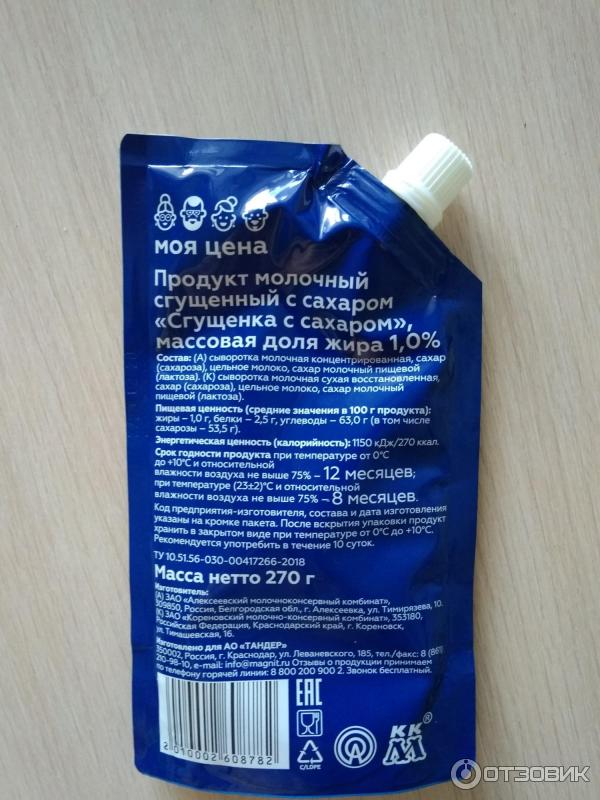 моя цена
Продукт молочный
сгущенный с сахаром
«Сгущенка с сахаром»,
массовая доля жира 1,0%
Состав: (А) сыворотка молочная концентрированная, сахар
(сахароза), цельное молоко, сахар молочный пищевой
(лактоза). (К) сыворотка молочная сухая восстановленная,
сахар (сахароза), цельное молоко, сахар молочный
пищевой (лактоза).
Пищевая ценность (средние значения в 100 г продукта):
жиры – 1,0 г, белки – 2,5 г, углеводы – 63,0 г (в том числе
сахарозы – 53,5 г).
Энергетическая ценность (калорийность): 1150 кДж/270 ккал.
Срок годности продукта при температуре от 0°С
до +10°С и относительной
влажности воздуха не выше 75% – 12 месяцев;
при температуре (23±2)°С и относительной
влажности воздуха не выше 75% – 8 месяцев.
Код предприятия-изготовителя, состава и дата изготовления
указаны на кромке пакета. После вскрытия упаковки продукт
хранить в закрытом виде при температуре от 0°С до +10°С.
Рекомендуется употребить в течение 10 суток.
ТУ 10.51.56-030-00417266-2018
Масса нетто 270 г
Изготовитель:
(А) ЗАО «Алексеевский молочноконсервный комбинат»,
309850, Россия, Белгородская обл., г. Алексеевка, ул. Тимирязева, 10.
(К) ЗАО «Кореновский молочно-консервный комбинат», 353180,
Российская Федерация, Краснодарский край, г. Кореновск,
ул. Тимашевская, 16.
Изготовлено для АО «ТАНДЕР»
350002, Россия, г. Краснодар, ул. Леваневского, 185, тел./факс: 8 (861)
210-98-10, e-mail: info@magnit.ru Отзывы о продукции принимаем
по телефону горячей линии: 8 800 200 900 2. Звонок бесплатный.
EAC
2 010002 608782
C/LDPE
КК
М ®
ОТЗОВИК